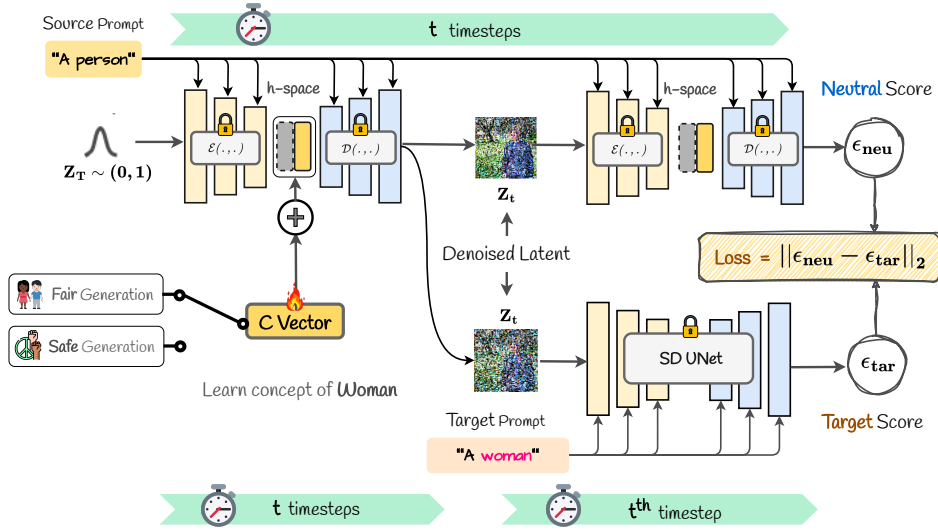 Source Prompt
t timesteps
"A person"
h-space
h-space
Neutral Score
ℰ(.,.)
𝒟(.,.)
ℰ(.,.)
𝒟(.,.)
ϵ_neu
Z_T ∼ (0, 1)
Z_t
Denoised Latent
Loss = ||ϵ_neu − ϵ_tar||_2
Fair Generation
C Vector
Z_t
Safe Generation
SD UNet
ϵ_tar
Learn concept of Woman
Target Prompt
Target Score
"A woman"
t timesteps
t^th timestep